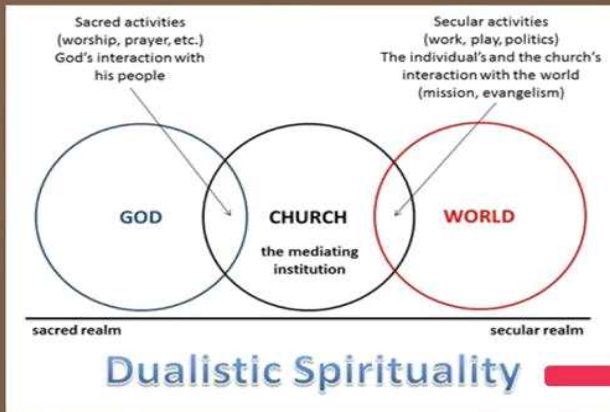 Sacred activities
(worship, prayer, etc.)
God's interaction with
his people
Secular activities
(work, play, politics)
The individual's and the church's
interaction with the world
(mission, evangelism)
GOD
CHURCH
the mediating
institution
WORLD
sacred realm
secular realm
Dualistic Spirituality